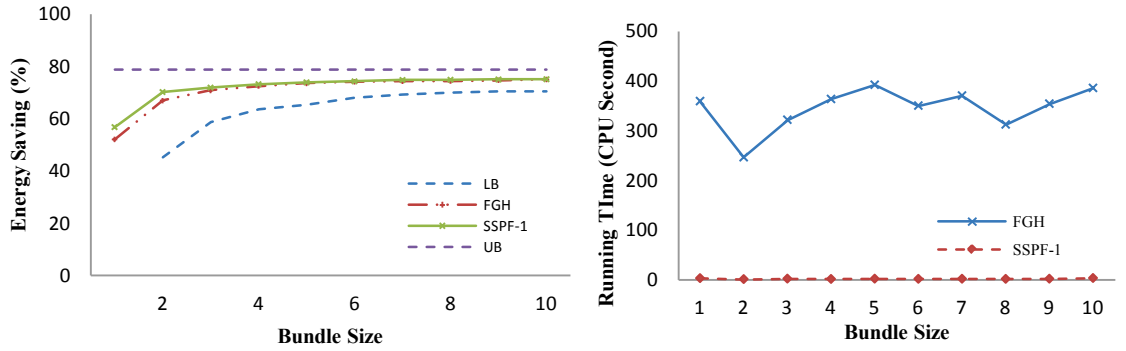 100
80
60
40
20
0
Energy Saving (%)
2
4
6
8
10
Bundle Size
LB
FGH
SSPF-1
UB
500
400
300
200
100
0
Running TIme (CPU Second)
1
2
3
4
5
6
7
8
9
10
Bundle Size
FGH
SSPF-1